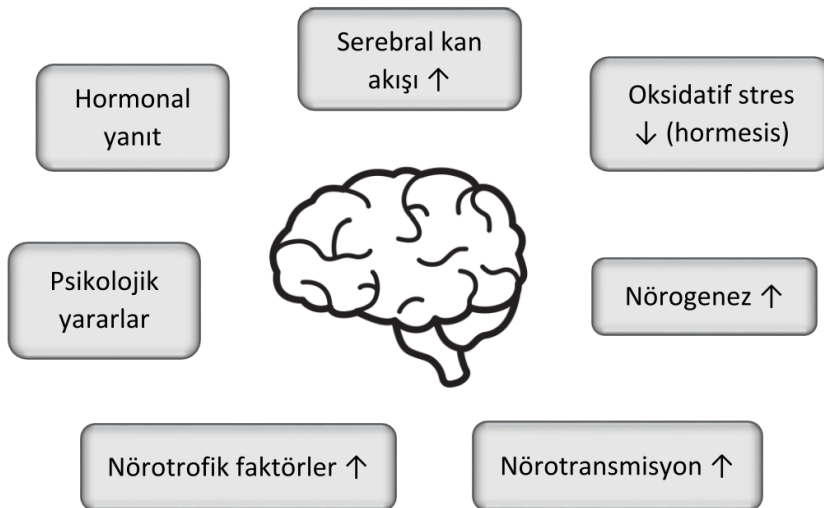 Serebral kan
akışı ↑
Hormonal
yanıt
Oksidatif stres
↓ (hormesis)
Psikolojik
yararlar
Nörogenez ↑
Nörotrofik faktörler ↑
Nörotransmisyon ↑